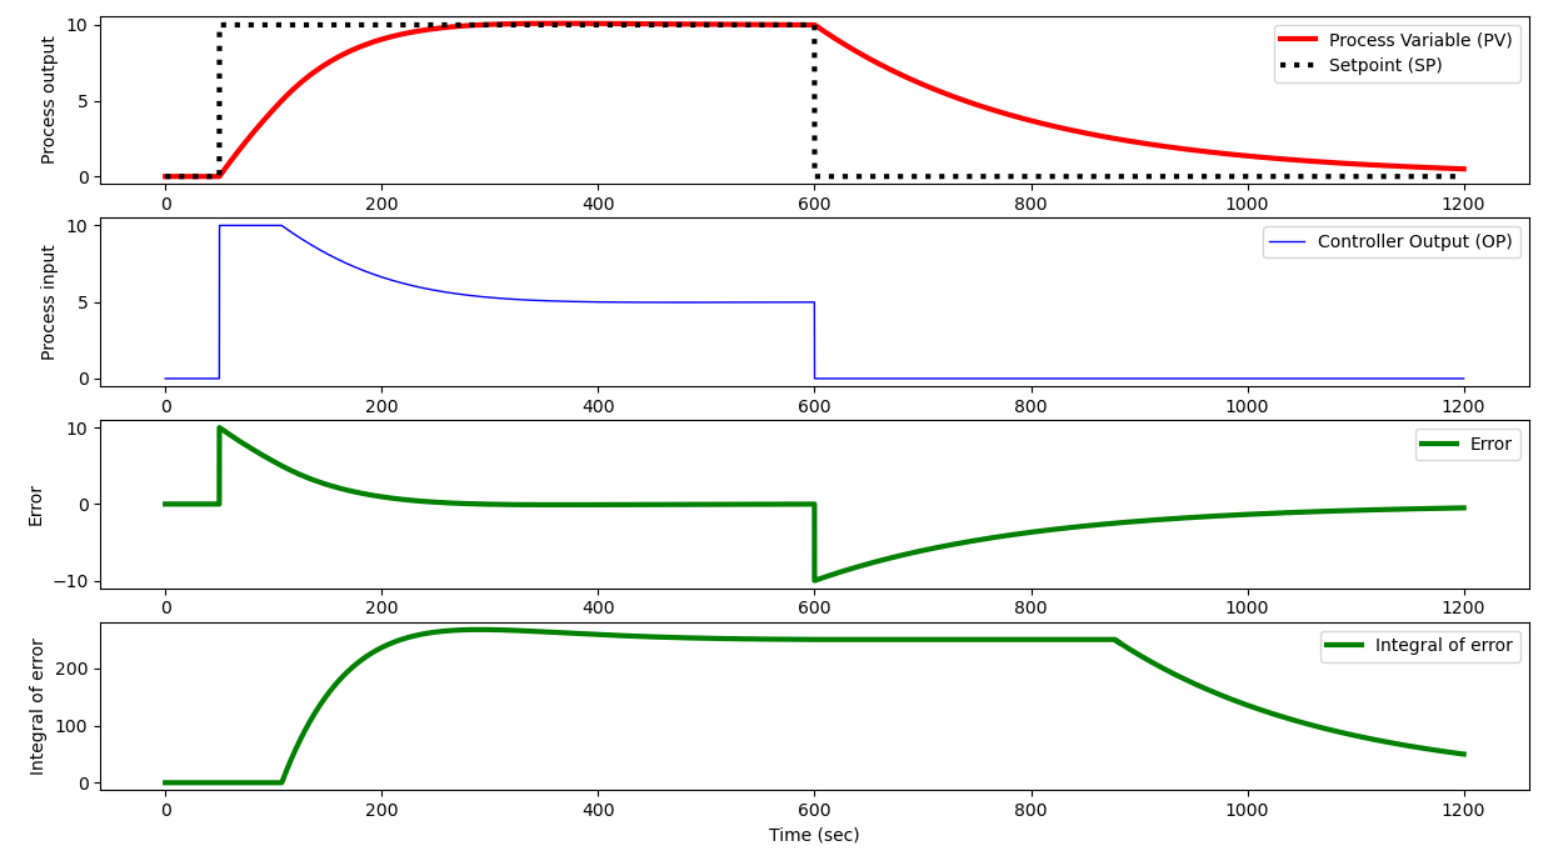 Process output
10
5
0
Process Variable (PV)
Setpoint (SP)
0 200 400 600 800 1000 1200
Process input
10
5
0
Controller Output (OP)
0 200 400 600 800 1000 1200
Error
10
0
−10
Error
0 200 400 600 800 1000 1200
Integral of error
200
100
0
Integral of error
0 200 400 600 800 1000 1200
Time (sec)